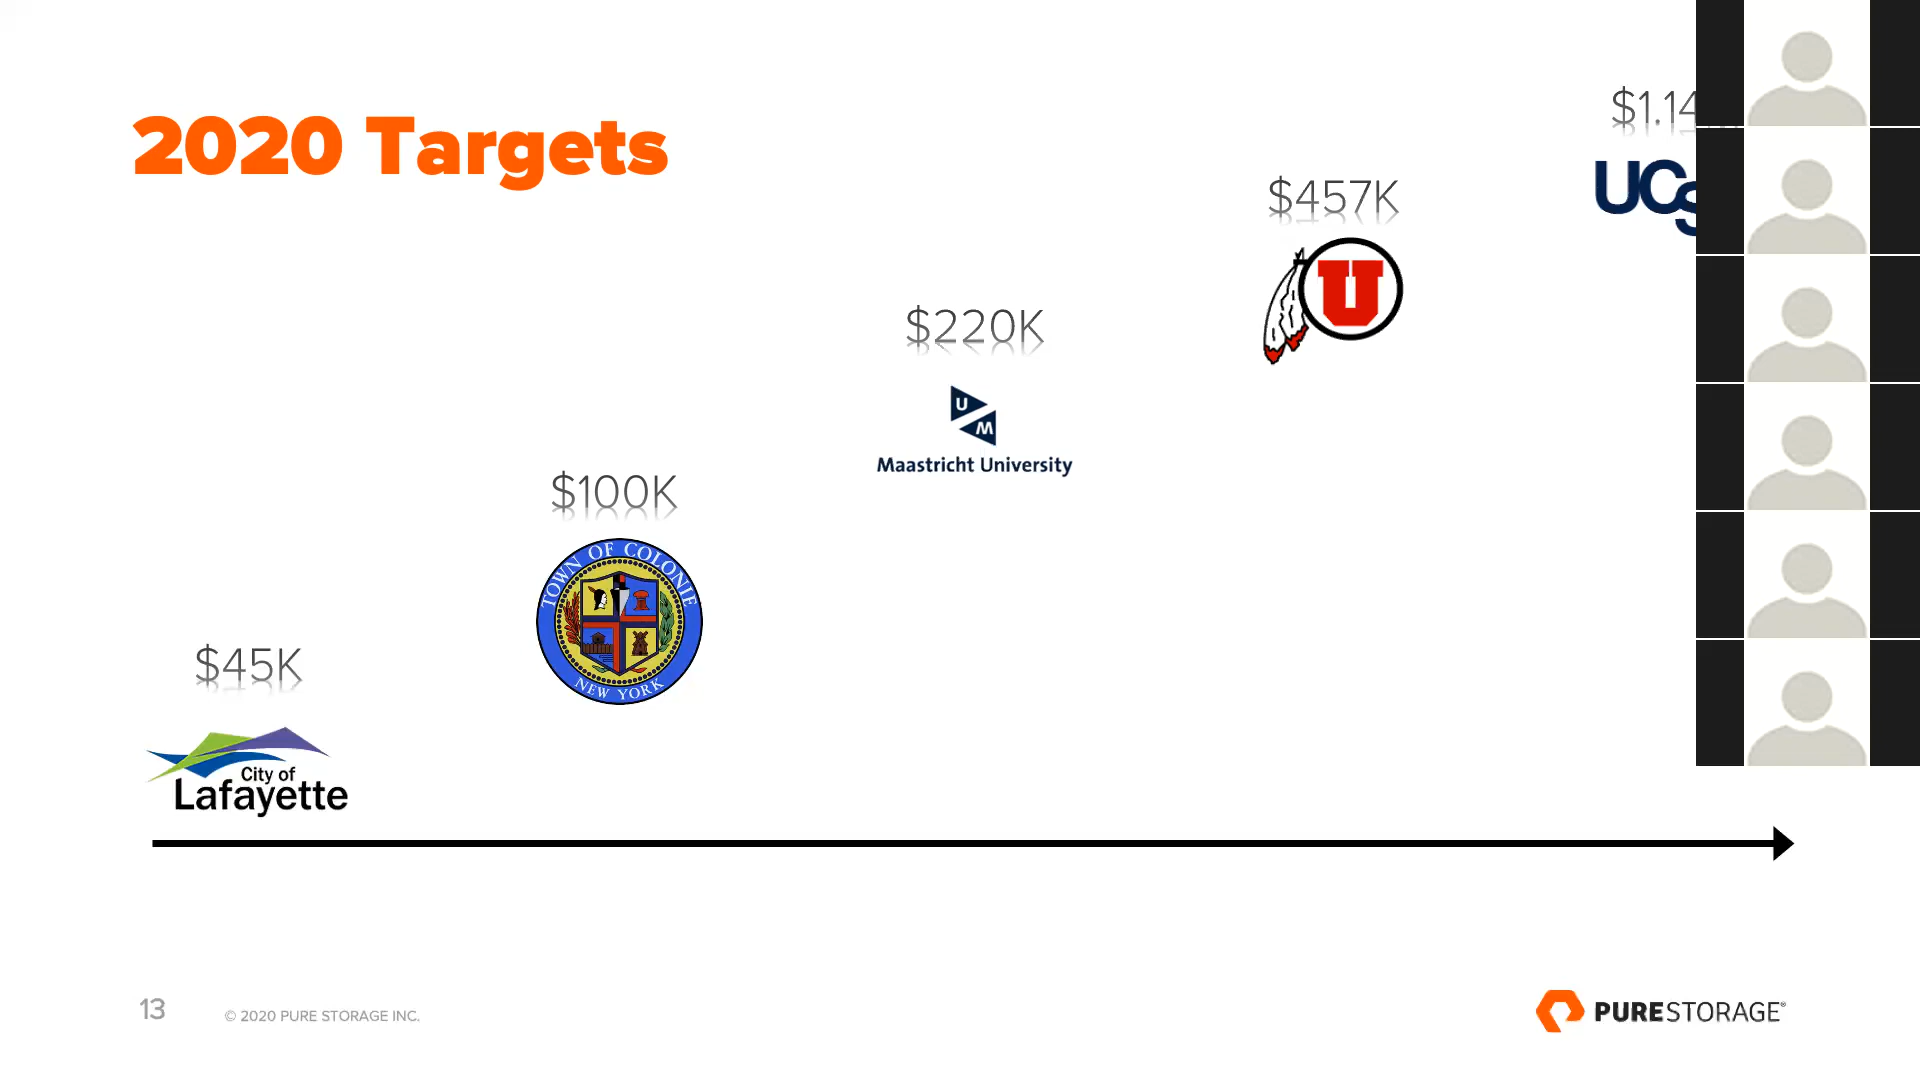 2020 Targets
$1.14
UCS
$457K
U
$220K
U
M
Maastricht University
$100K
TOWN OF COLONIE
NEW YORK
$45K
City of
Lafayette
13
© 2020 PURE STORAGE INC.
PURESTORAGE®